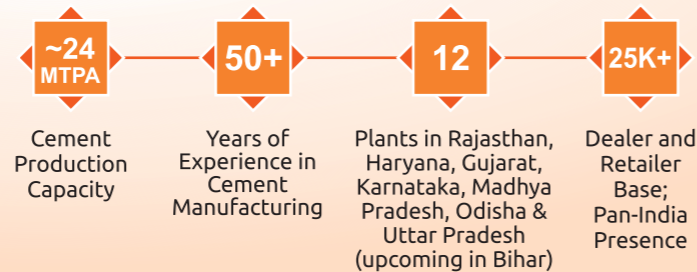 ~24
MTPA
Cement
Production
Capacity
50+
Years of
Experience in
Cement
Manufacturing
12
Plants in Rajasthan,
Haryana, Gujarat,
Karnataka, Madhya
Pradesh, Odisha &
Uttar Pradesh
(upcoming in Bihar)
25K+
Dealer and
Retailer
Base;
Pan-India
Presence